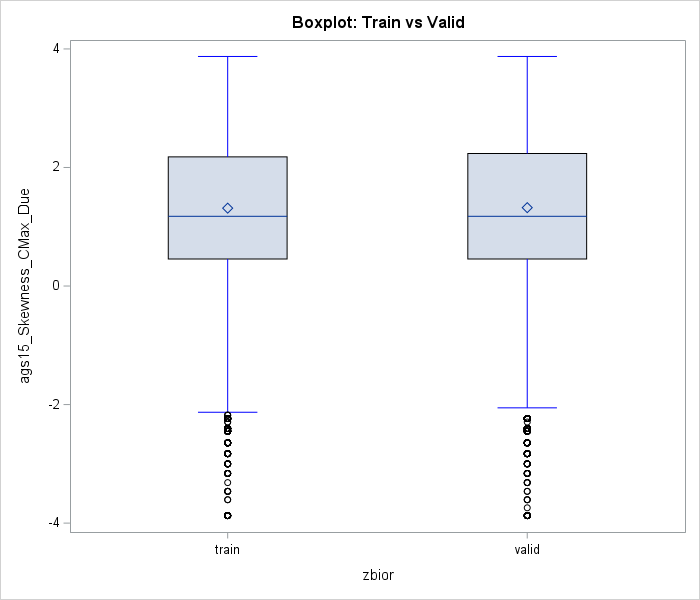 Boxplot: Train vs Valid
4
2
0
-2
-4
ags15_Skewness_CMax_Due
train
valid
zbior